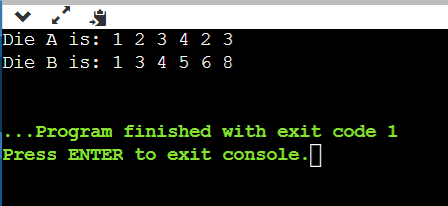 Die A is: 1 2 3 4 2 3
Die B is: 1 3 4 5 6 8
...Program finished with exit code 1
Press ENTER to exit console.